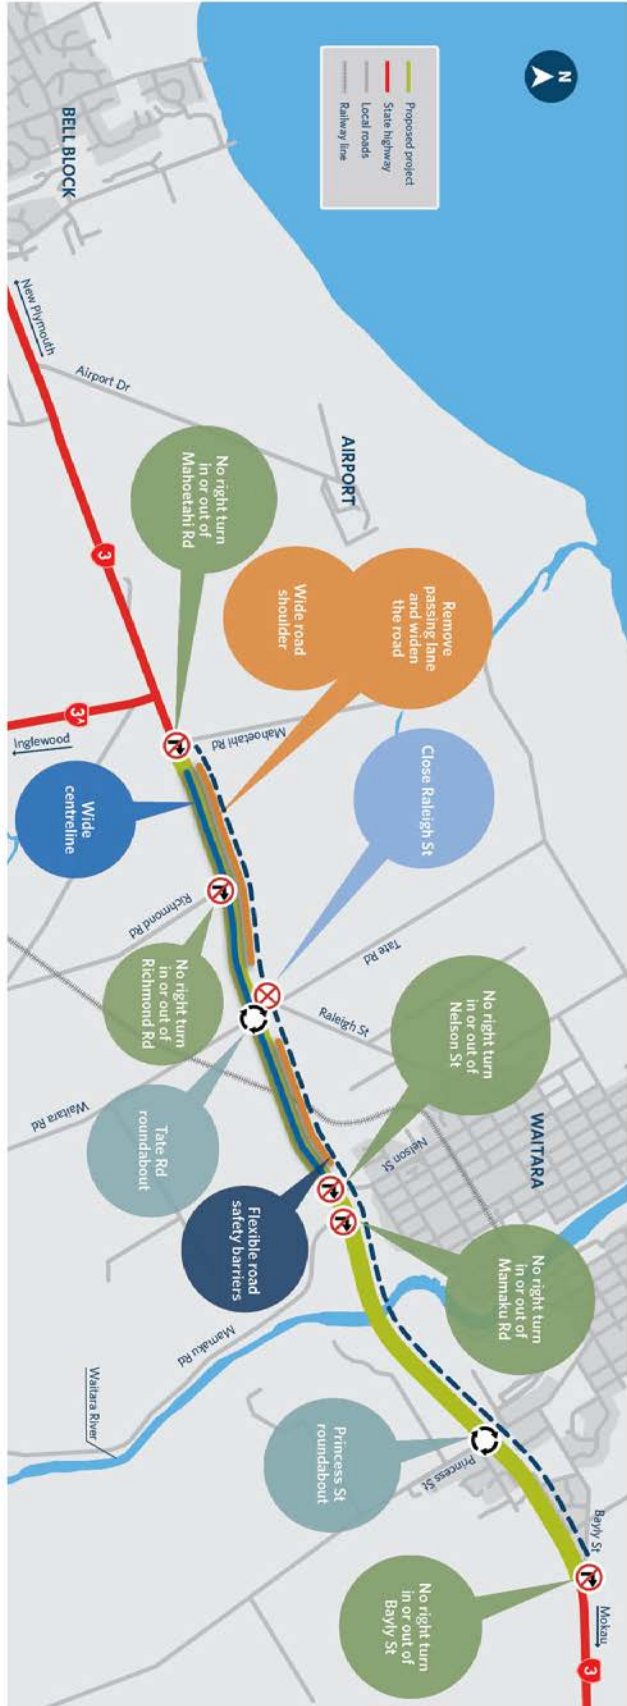 N
Proposed project
State highway
Local roads
Railway line
BELL BLOCK
New Plymouth
Airport Dr
AIRPORT
No right turn
in or out of
Mahoetahi Rd
Remove
passing lane
and widen
the road
Wide road
shoulder
3
3A
Inglewood
Mahoetahi Rd
Close Raleigh St
Wide
centreline
Richmond Rd
No right turn
in or out of
Richmond Rd
Tate Rd
Raleigh St
No right turn
in or out of
Nelson St
WAITARA
Nelson St
Waitara Rd
Tate Rd
roundabout
Flexible road
safety barriers
No right turn
in or out of
Mamaku Rd
Mamaku Rd
Waitara River
Princess St
roundabout
Princess St
Bayly St
No right turn
in or out of
Bayly St
Mokau
3